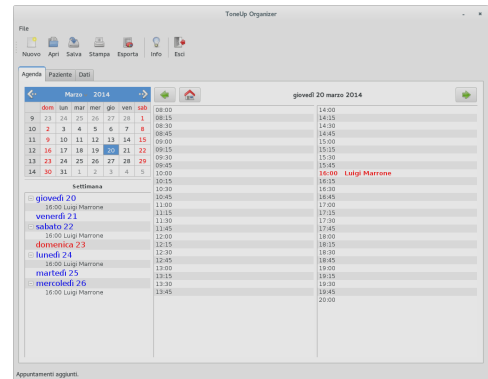 ToneUp Organizer
File
Nuovo Apri Salva Stampa Esporta Info Esci
Agenda Paziente Dati
Marzo 2014
dom lun mar mer gio ven sab
9 23 24 25 26 27 28 1
10 2 3 4 5 6 7 8
11 9 10 11 12 13 14 15
12 16 17 18 19 20 21 22
13 23 24 25 26 27 28 29
14 30 31 1 2 3 4 5
Settimana
giovedì 20
16:00 Luigi Marrone
venerdì 21
sabato 22
16:00 Luigi Marrone
domenica 23
lunedì 24
16:00 Luigi Marrone
martedì 25
mercoledì 26
16:00 Luigi Marrone
giovedì 20 marzo 2014
08:00
08:15
08:30
08:45
09:00
09:15
09:30
09:45
10:00
10:15
10:30
10:45
11:00
11:15
11:30
11:45
12:00
12:15
12:30
12:45
13:00
13:15
13:30
13:45
14:00
14:15
14:30
14:45
15:00
15:15
15:30
15:45
16:00 Luigi Marrone
16:15
16:30
16:45
17:00
17:15
17:30
17:45
18:00
18:15
18:30
18:45
19:00
19:15
19:30
19:45
20:00
Appuntamenti aggiunti.